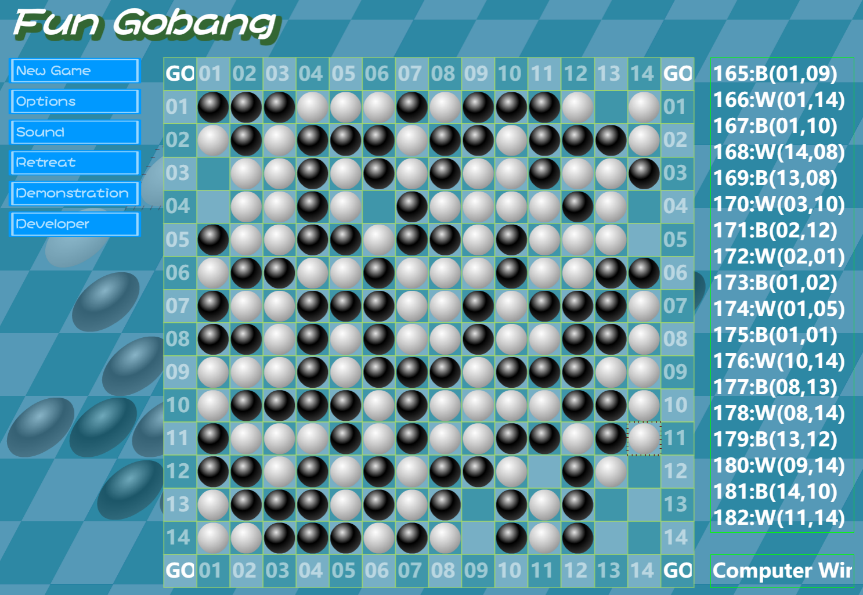 Fun Gobang
New Game
Options
Sound
Retreat
Demonstration
Developer
GO 01 02 03 04 05 06 07 08 09 10 11 12 13 14 GO
01 01
02 02
03 03
04 04
05 05
06 06
07 07
08 08
09 09
10 10
11 11
12 12
13 13
14 14
GO 01 02 03 04 05 06 07 08 09 10 11 12 13 14 GO
165:B(01,09)
166:W(01,14)
167:B(01,10)
168:W(14,08)
169:B(13,08)
170:W(03,10)
171:B(02,12)
172:W(02,01)
173:B(01,02)
174:W(01,05)
175:B(01,01)
176:W(10,14)
177:B(08,13)
178:W(08,14)
179:B(13,12)
180:W(09,14)
181:B(14,10)
182:W(11,14)
Computer Wir